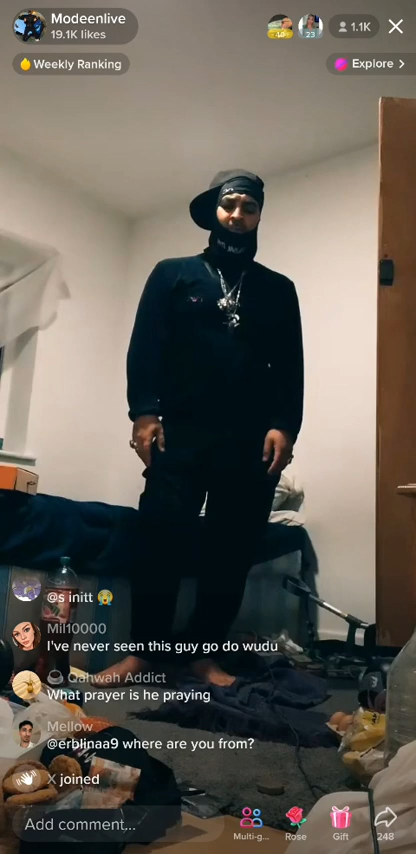 Modeenlive
19.1K likes
48
23
1.1K
Weekly Ranking
Explore
@s initt 😭
Mil10000
I've never seen this guy go do wudu
Qahwah Addict
What prayer is he praying
Mellow
@erblinaa9 where are you from?
X joined
Add comment...
Multi-g...
Rose
Gift
248